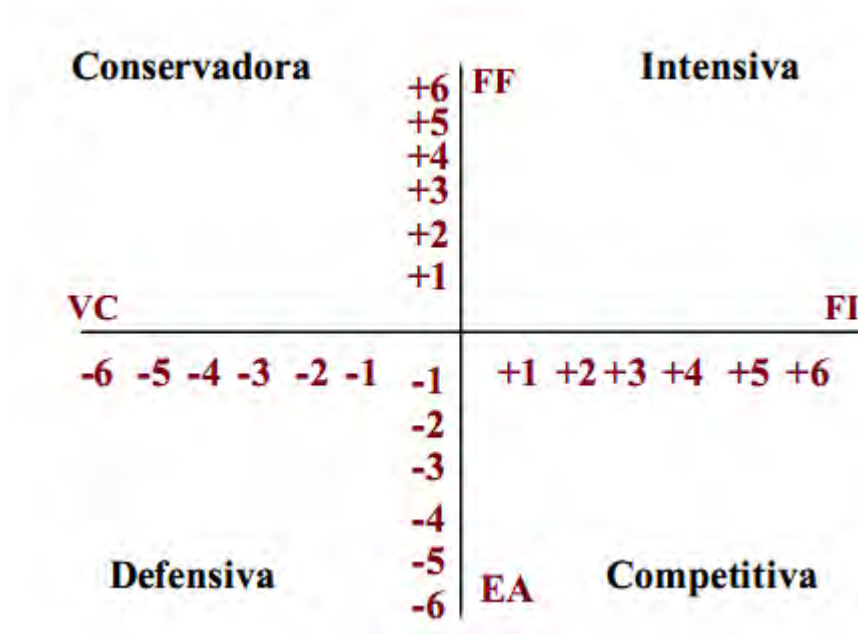 Conservadora
Intensiva
+6 FF
+5
+4
+3
+2
+1
VC
FI
-6 -5 -4 -3 -2 -1
-1
+1 +2 +3 +4 +5 +6
-2
-3
-4
-5
-6
EA
Defensiva
Competitiva